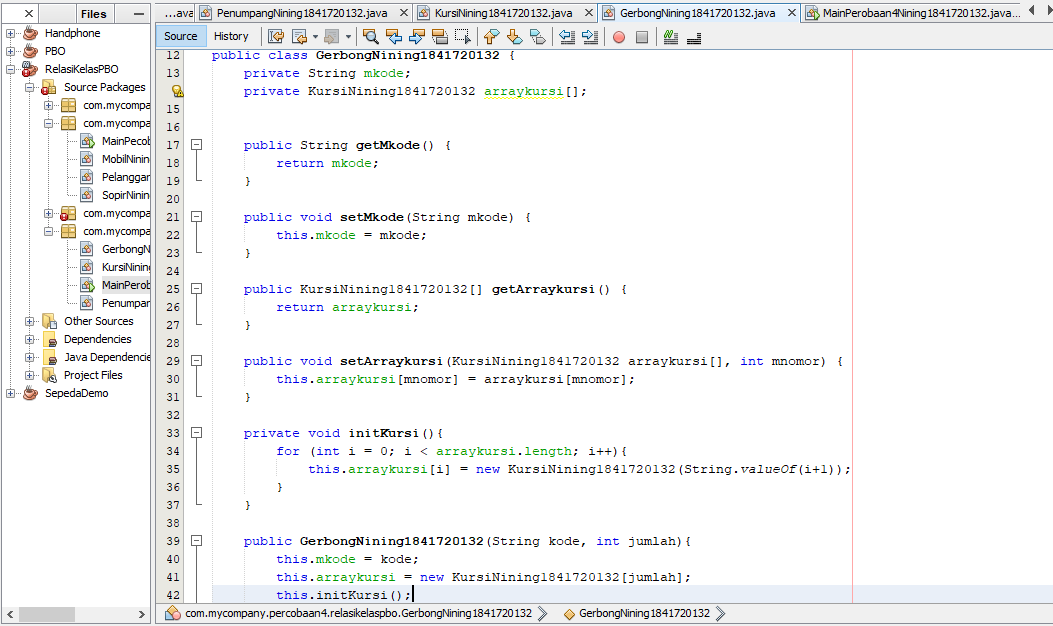 Files
...ava
PenumpangNining1841720132.java
KursiNining1841720132.java
GerbongNining1841720132.java
MainPerobaan4Nining1841720132.java...
Handphone
PBO
RelasiKelasPBO
Source Packages
com.mycompa
com.mycompa
MainPecob
MobilNinin
Pelanggar
SopirNinin
com.mycompa
com.mycompa
GerbongN
KursiNining
MainPerob
Penumpar
Other Sources
Dependencies
Java Dependencie
Project Files
SepedaDemo
Source
History
12 public class GerbongNining1841720132 {
13 private String mkode;
private KursiNining1841720132 arraykursi[];
15
16
17 public String getMkode() {
18 return mkode;
19 }
20
21 public void setMkode(String mkode) {
22 this.mkode = mkode;
23 }
24
25 public KursiNining1841720132[] getArraykursi() {
26 return arraykursi;
27 }
28
29 public void setArraykursi(KursiNining1841720132 arraykursi[], int mnomor) {
30 this.arraykursi[mnomor] = arraykursi[mnomor];
31 }
32
33 private void initKursi(){
34 for (int i = 0; i < arraykursi.length; i++){
35 this.arraykursi[i] = new KursiNining1841720132(String.valueOf(i+1));
36 }
37 }
38
39 public GerbongNining1841720132(String kode, int jumlah){
40 this.mkode = kode;
41 this.arraykursi = new KursiNining1841720132[jumlah];
42 this.initKursi();
com.mycompany.percobaan4.relasikelaspbo.GerbongNining1841720132
GerbongNining1841720132